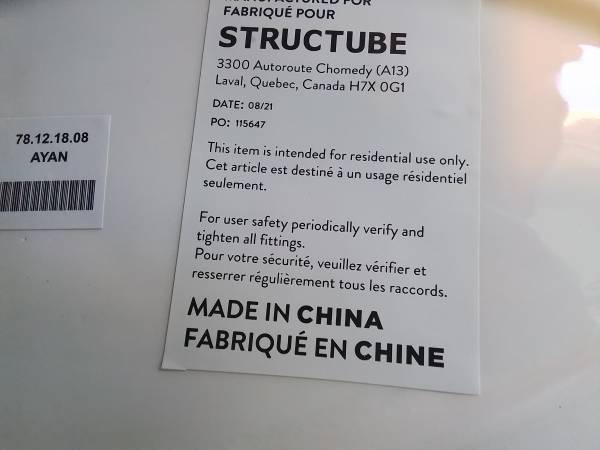 MANUFACTURED FOR
FABRIQUÉ POUR
STRUCTUBE
3300 Autoroute Chomedy (A13)
Laval, Quebec, Canada H7X 0G1
DATE: 08/21
PO: 115647
This item is intended for residential use only.
Cet article est destiné à un usage résidentiel
seulement.
For user safety periodically verify and
tighten all fittings.
Pour votre sécurité, veuillez vérifier et
resserrer régulièrement tous les raccords.
MADE IN CHINA
FABRIQUÉ EN CHINE
78.12.18.08
AYAN